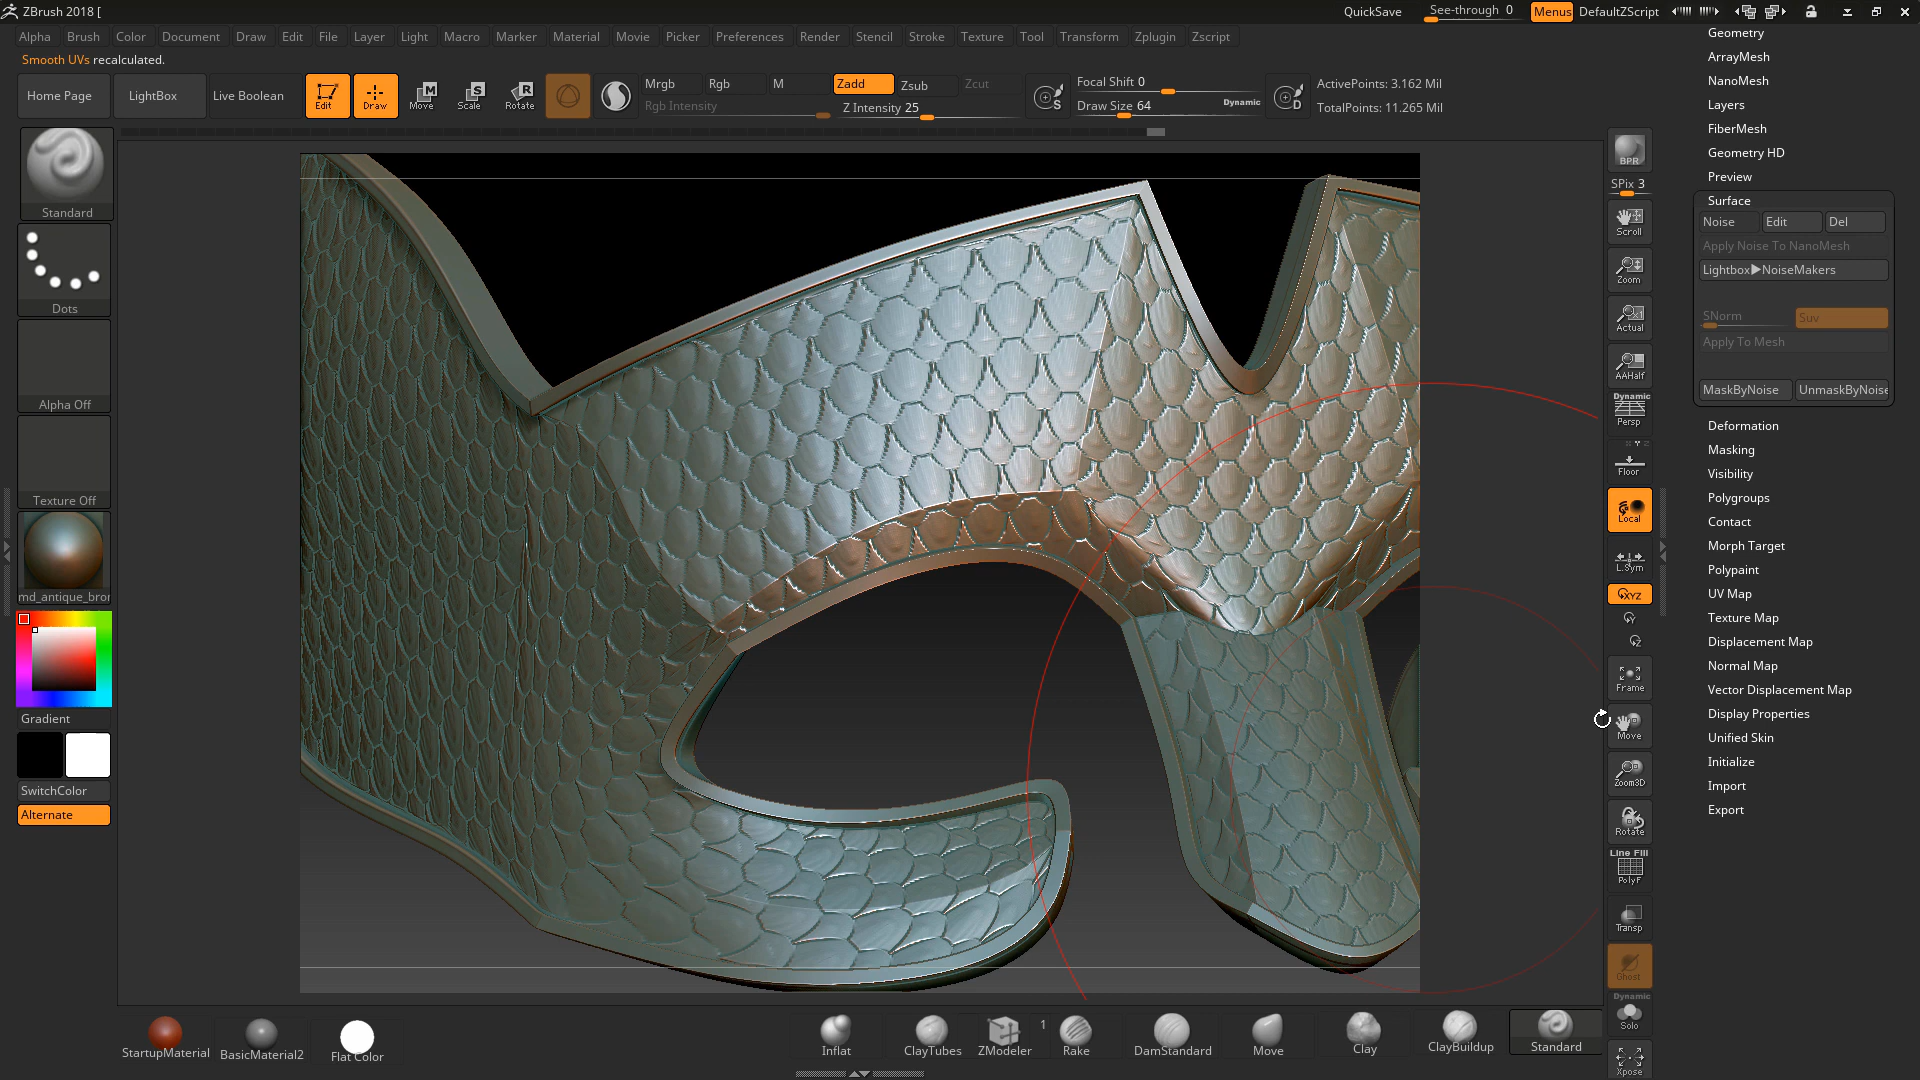 ZBrush 2018 [
QuickSave See-through 0 Menus DefaultZScript
Alpha Brush Color Document Draw Edit File Layer Light Macro Marker Material Movie Picker Preferences Render Stencil Stroke Texture Tool Transform Zplugin Zscript
Smooth UVs recalculated.
Home Page LightBox Live Boolean Edit Draw Move Scale Rotate
M S R
Mrgb Rgb M Zadd Zsub Zcut
Rgb Intensity Z Intensity 25
S Focal Shift 0
Draw Size 64 Dynamic
D ActivePoints: 3.162 Mil
TotalPoints: 11.265 Mil
Standard
Dots
Alpha Off
Texture Off
md_antique_bron
Gradient
SwitchColor
Alternate
BPR
SPix 3
Scroll
Zoom
Actual
AAHalf
Dynamic
Persp
Floor
Local
L.Sym
XYZ
Y
Z
Frame
Move
Zoom3D
Rotate
Line Fill
PolyF
Transp
Ghost
Dynamic
Solo
Xpose
Geometry
ArrayMesh
NanoMesh
Layers
FiberMesh
Geometry HD
Preview
Surface
Noise Edit Del
Apply Noise To NanoMesh
Lightbox▶NoiseMakers
SNorm Suv
Apply To Mesh
MaskByNoise UnmaskByNoise
Deformation
Masking
Visibility
Polygroups
Contact
Morph Target
Polypaint
UV Map
Texture Map
Displacement Map
Normal Map
Vector Displacement Map
Display Properties
Unified Skin
Initialize
Import
Export
StartupMaterial BasicMaterial2 Flat Color
Inflat ClayTubes ZModeler 1 Rake DamStandard Move Clay ClayBuildup Standard